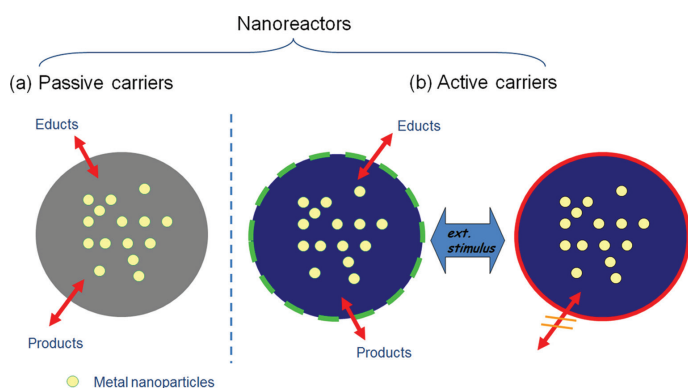 Nanoreactors
(a) Passive carriers
(b) Active carriers
Educts
Products
Educts
Products
ext.
stimulus
Metal nanoparticles